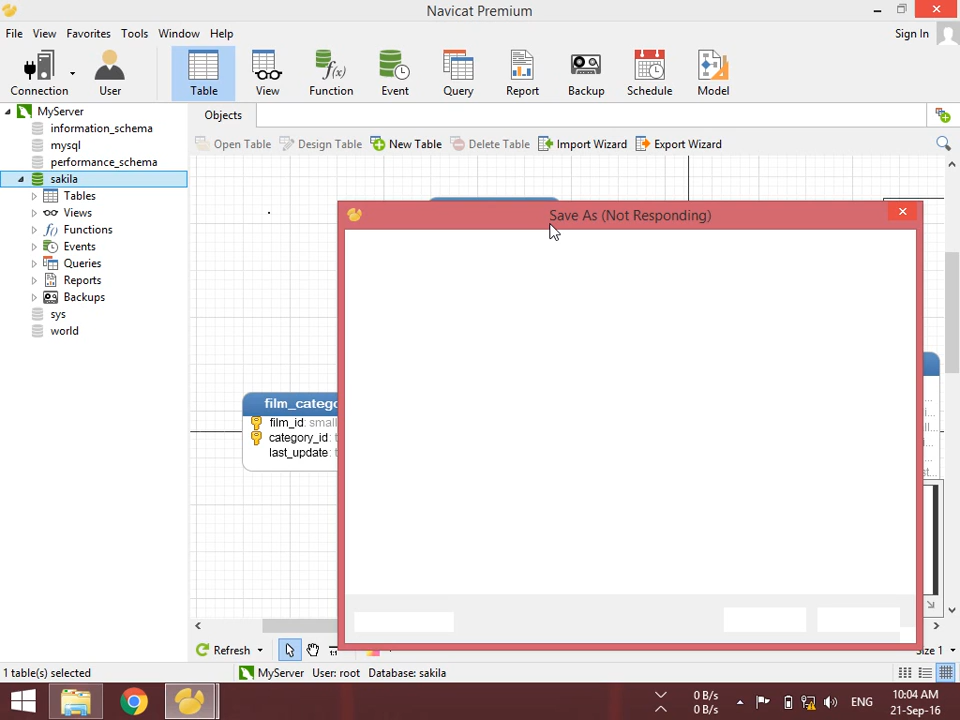 Navicat Premium
File View Favorites Tools Window Help Sign In
Connection User Table View Function Event Query Report Backup Schedule Model
MyServer
information_schema
mysql
performance_schema
sakila
Tables
Views
Functions
Events
Queries
Reports
Backups
sys
world
Objects
Open Table Design Table New Table Delete Table Import Wizard Export Wizard
Save As (Not Responding)
film_catego
film_id: small
category_id: t
last_update: t
Refresh
Size 1
1 table(s) selected MyServer User: root Database: sakila
0 B/s
0 B/s
ENG
10:04 AM
21-Sep-16